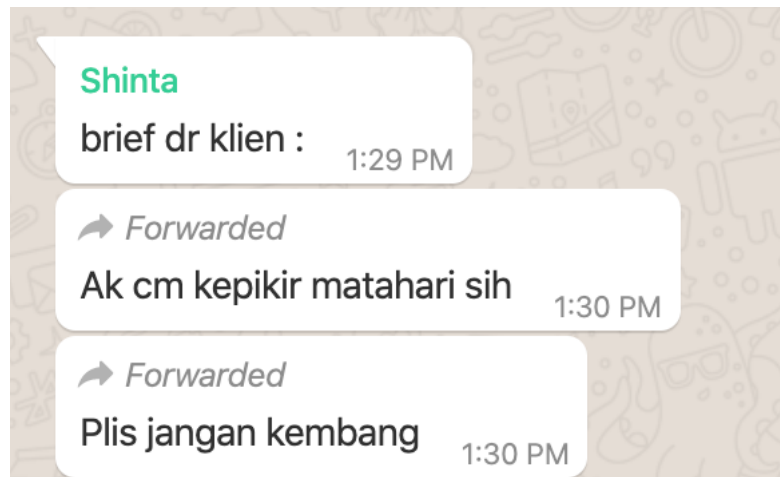 Shinta
brief dr klien :
1:29 PM
Forwarded
Ak cm kepikir matahari sih
1:30 PM
Forwarded
Plis jangan kembang
1:30 PM